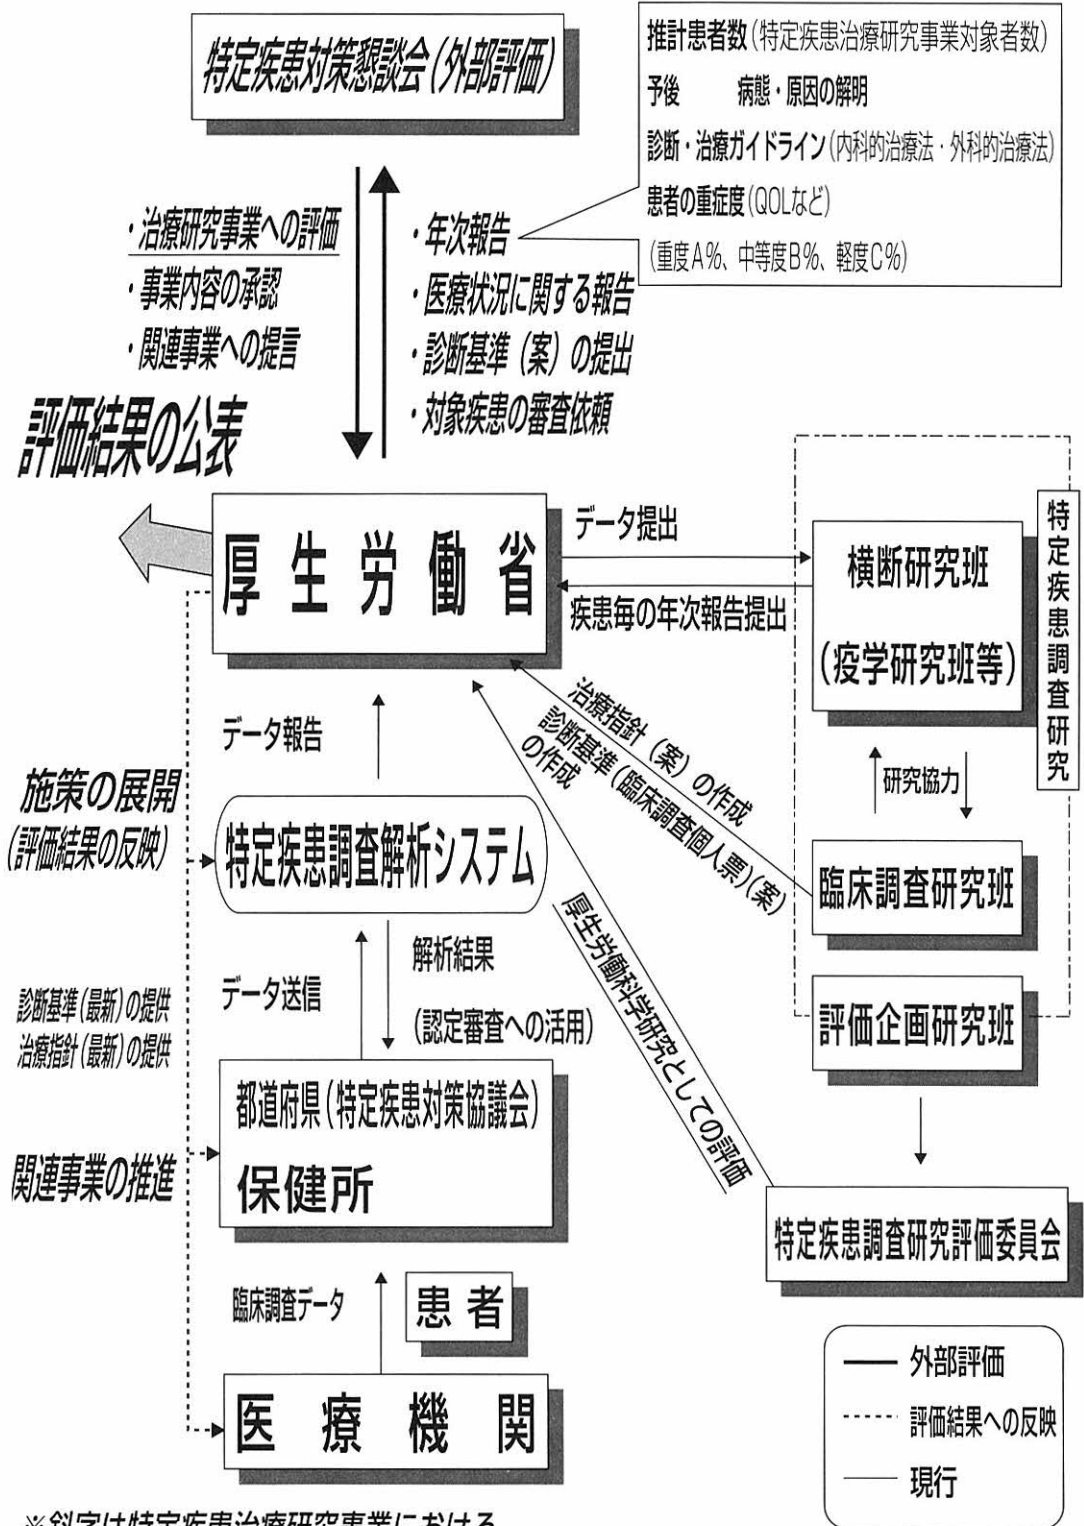 特定疾患対策懇談会(外部評価)
推計患者数(特定疾患治療研究事業対象者数)
予後 病態・原因の解明
診断・治療ガイドライン(内科的治療法・外科的治療法)
患者の重症度(QOLなど)
(重度A%、中等度B%、軽度C%)
・治療研究事業への評価
・事業内容の承認
・関連事業への提言
・年次報告
・医療状況に関する報告
・診断基準(案)の提出
・対象疾患の審査依頼
評価結果の公表
厚生労働省
データ提出
疾患毎の年次報告提出
横断研究班
(疫学研究班等)
特定疾患調査研究
研究協力
臨床調査研究班
評価企画研究班
治療指針(案)の作成
診断基準(臨床調査個人票)(案)
の作成
厚生労働科学研究としての評価
特定疾患調査研究評価委員会
データ報告
施策の展開
(評価結果の反映)
特定疾患調査解析システム
データ送信
解析結果
(認定審査への活用)
診断基準(最新)の提供
治療指針(最新)の提供
都道府県(特定疾患対策協議会)
保健所
関連事業の推進
臨床調査データ
患者
医療機関
外部評価
評価結果への反映
現行
※斜字は特定疾患治療研究事業における